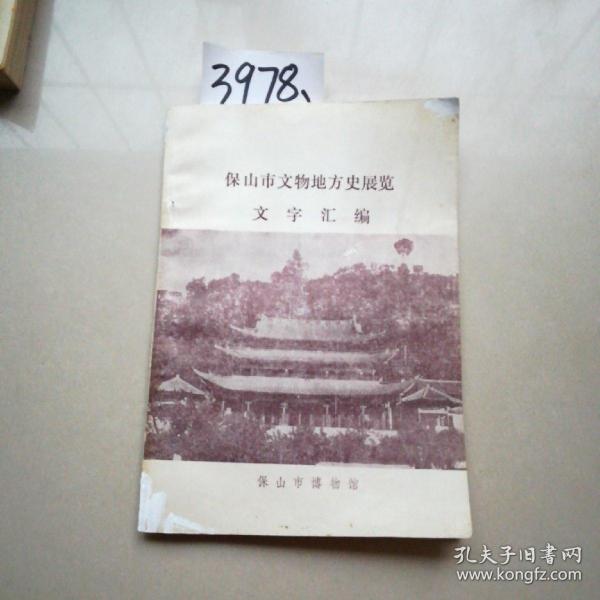 3978、
保山市文物地方史展览
文字汇编
保山市博物馆
孔夫子旧书网
www.kongfz.com